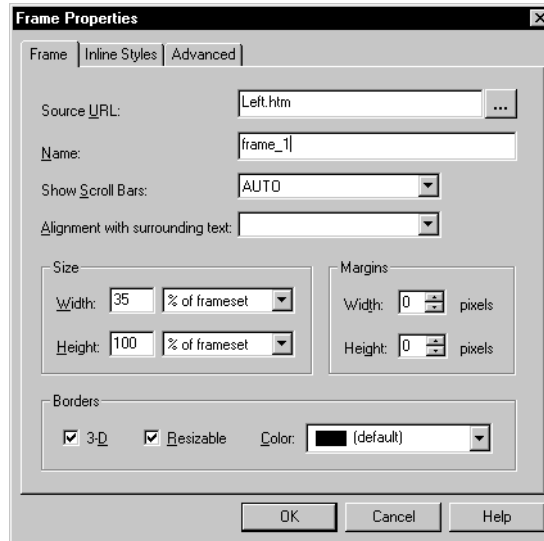 Frame Properties
Frame Inline Styles Advanced
Source URL: Left.htm ...
Name: frame_1
Show Scroll Bars: AUTO
Alignment with surrounding text:
Size
Width: 35 % of frameset
Height: 100 % of frameset
Margins
Width: 0 pixels
Height: 0 pixels
Borders
3-D Resizable Color: (default)
OK Cancel Help